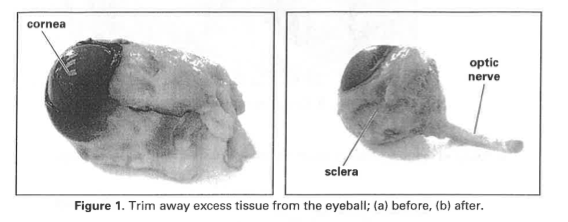 cornea
optic
nerve
sclera
Figure 1. Trim away excess tissue from the eyeball; (a) before, (b) after.